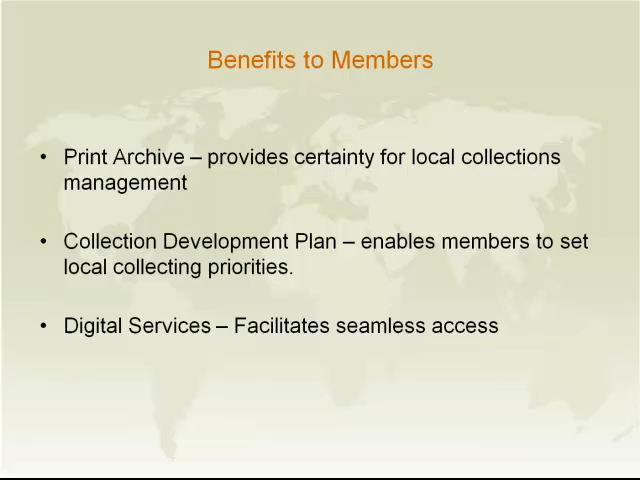 Benefits to Members
• Print Archive – provides certainty for local collections
management
• Collection Development Plan – enables members to set
local collecting priorities.
• Digital Services – Facilitates seamless access